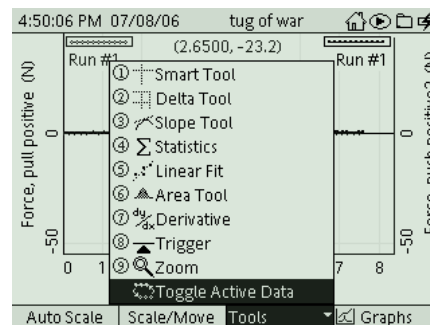 4:50:06 PM 07/08/06 tug of war
(2.6500, -23.2)
Run #1
Run #1
Force, pull positive (N)
0
-50
① Smart Tool
② Delta Tool
③ Slope Tool
④ ∑ Statistics
⑤ Linear Fit
⑥ Area Tool
⑦ dy/dx Derivative
⑧ Trigger
⑨ Zoom
Toggle Active Data
0
-50
0 1 7 8
Auto Scale Scale/Move Tools Graphs